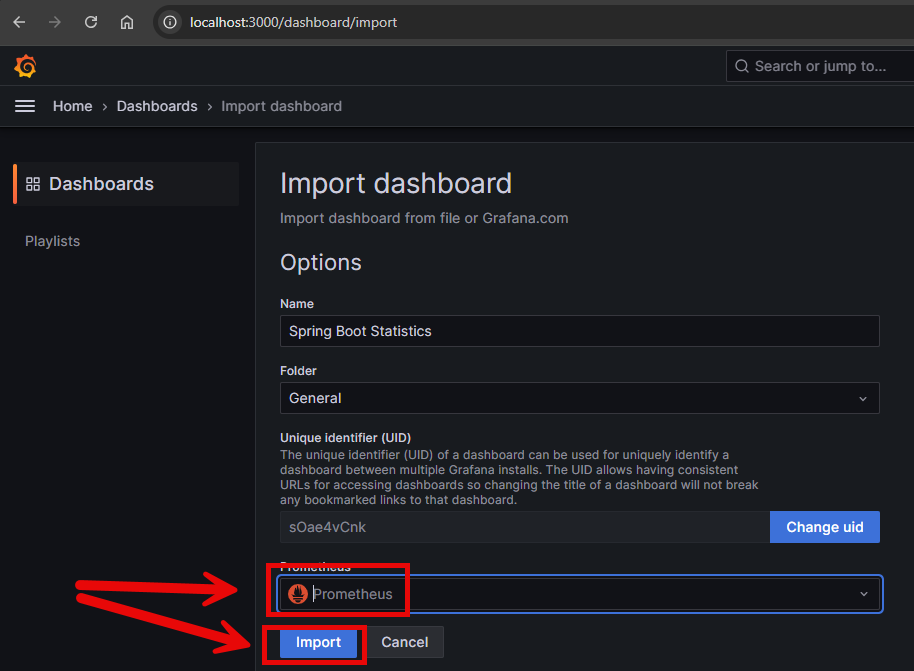 localhost:3000/dashboard/import
Search or jump to...
Home › Dashboards › Import dashboard
Dashboards
Playlists
Import dashboard
Import dashboard from file or Grafana.com
Options
Name
Spring Boot Statistics
Folder
General
Unique identifier (UID)
The unique identifier (UID) of a dashboard can be used for uniquely identify a
dashboard between multiple Grafana installs. The UID allows having consistent
URLs for accessing dashboards so changing the title of a dashboard will not break
any bookmarked links to that dashboard.
sOae4vCnk
Change uid
Prometheus
Prometheus
Import
Cancel